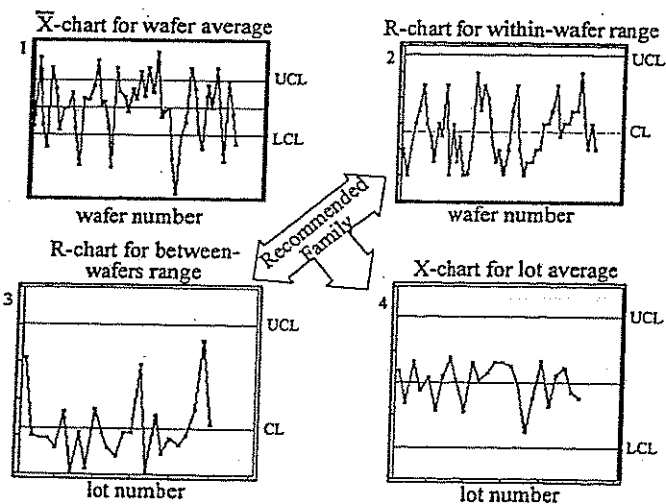 X̅-chart for wafer average
1
UCL
LCL
wafer number
R-chart for within-wafer range
2
UCL
CL
wafer number
Recommended
Family
R-chart for between-
wafers range
3
UCL
CL
lot number
X-chart for lot average
4
UCL
LCL
lot number